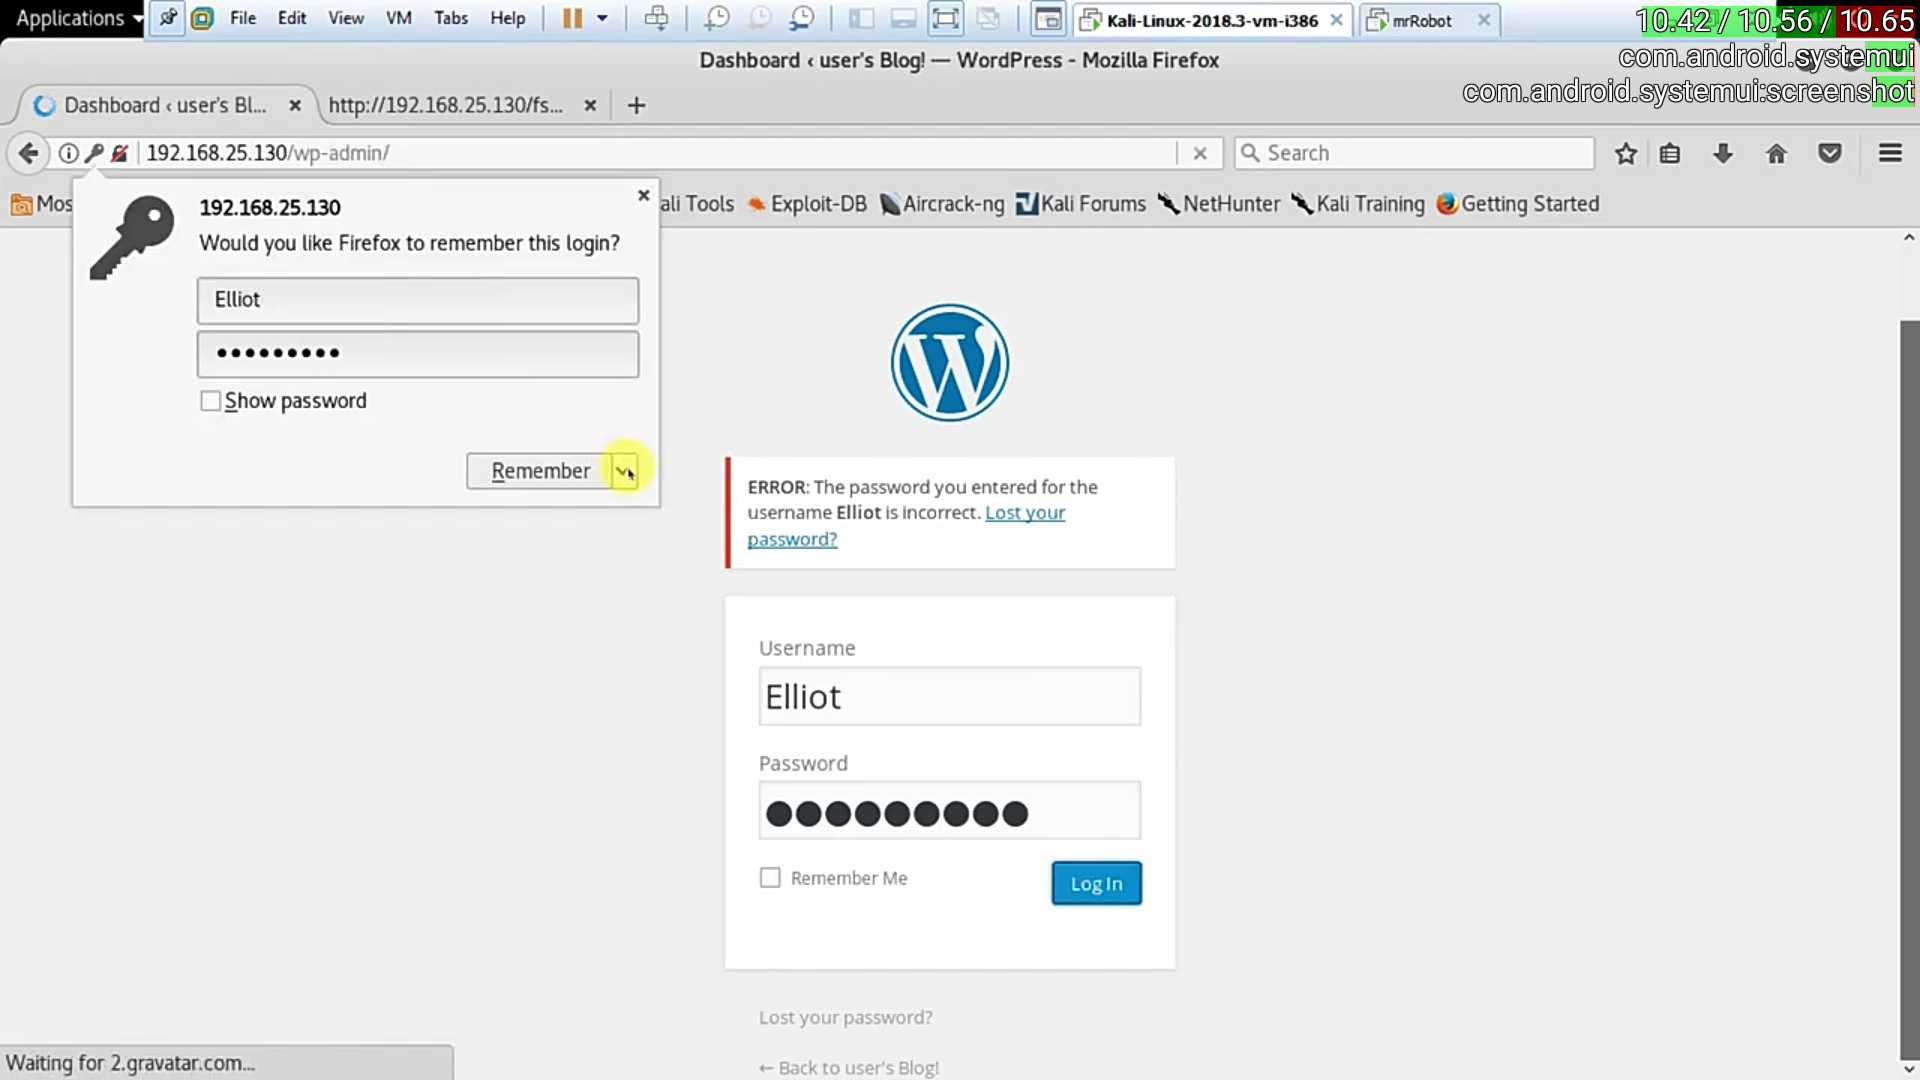 Applications File Edit View VM Tabs Help Kali-Linux-2018.3-vm-i386 mrRobot
10.42 / 10.56 / 10.65
com.android.systemui
com.android.systemui:screenshot
Dashboard ‹ user's Blog! — WordPress - Mozilla Firefox
Dashboard ‹ user's Bl... http://192.168.25.130/fs...
192.168.25.130/wp-admin/ Search
Mos ali Tools Exploit-DB Aircrack-ng Kali Forums NetHunter Kali Training Getting Started
192.168.25.130
Would you like Firefox to remember this login?
Elliot
•••••••••
Show password
Remember
ERROR: The password you entered for the
username Elliot is incorrect. Lost your
password?
Username
Elliot
Password
●●●●●●●●●
Remember Me
Log In
Lost your password?
← Back to user's Blog!
Waiting for 2.gravatar.com...